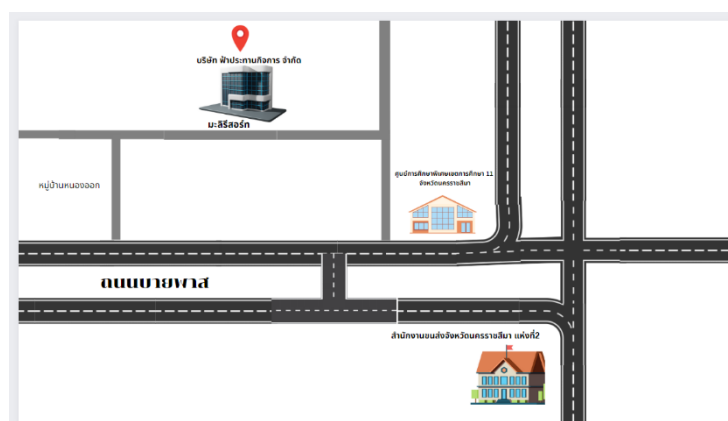 บริษัท ฟ้าประทานกิจการ จำกัด
มะลิรีสอร์ท
ศูนย์การศึกษาพิเศษเขตการศึกษา 11
จังหวัดนครราชสีมา
หมู่บ้านหนองออก
ถนนบายพาส
สำนักงานขนส่งจังหวัดนครราชสีมา แห่งที่2